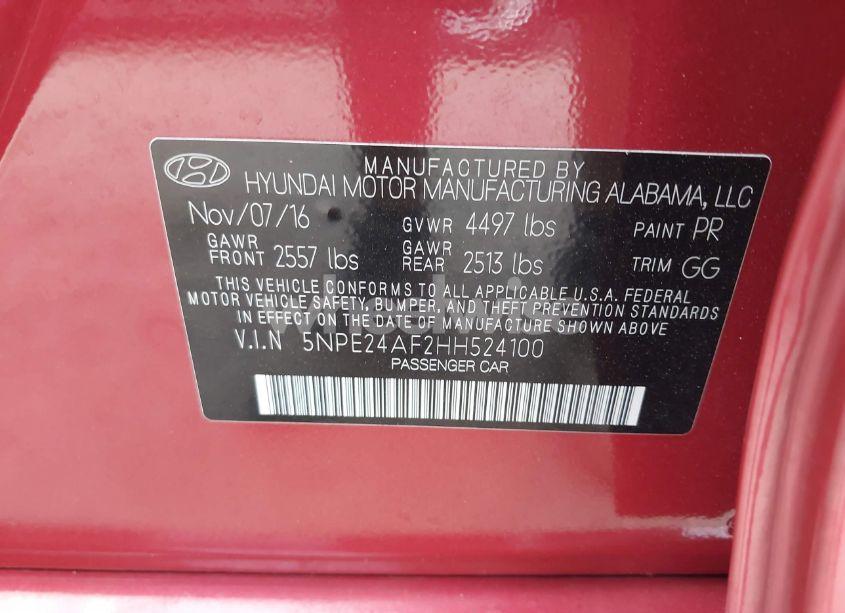 MANUFACTURED BY
HYUNDAI MOTOR MANUFACTURING ALABAMA, LLC
Nov/07/16 GVWR 4497 lbs PAINT PR
GAWR FRONT 2557 lbs GAWR REAR 2513 lbs TRIM GG
THIS VEHICLE CONFORMS TO ALL APPLICABLE U.S.A. FEDERAL
MOTOR VEHICLE SAFETY, BUMPER, AND THEFT PREVENTION STANDARDS
IN EFFECT ON THE DATE OF MANUFACTURE SHOWN ABOVE.
V.I.N 5NPE24AF2HH524100
PASSENGER CAR